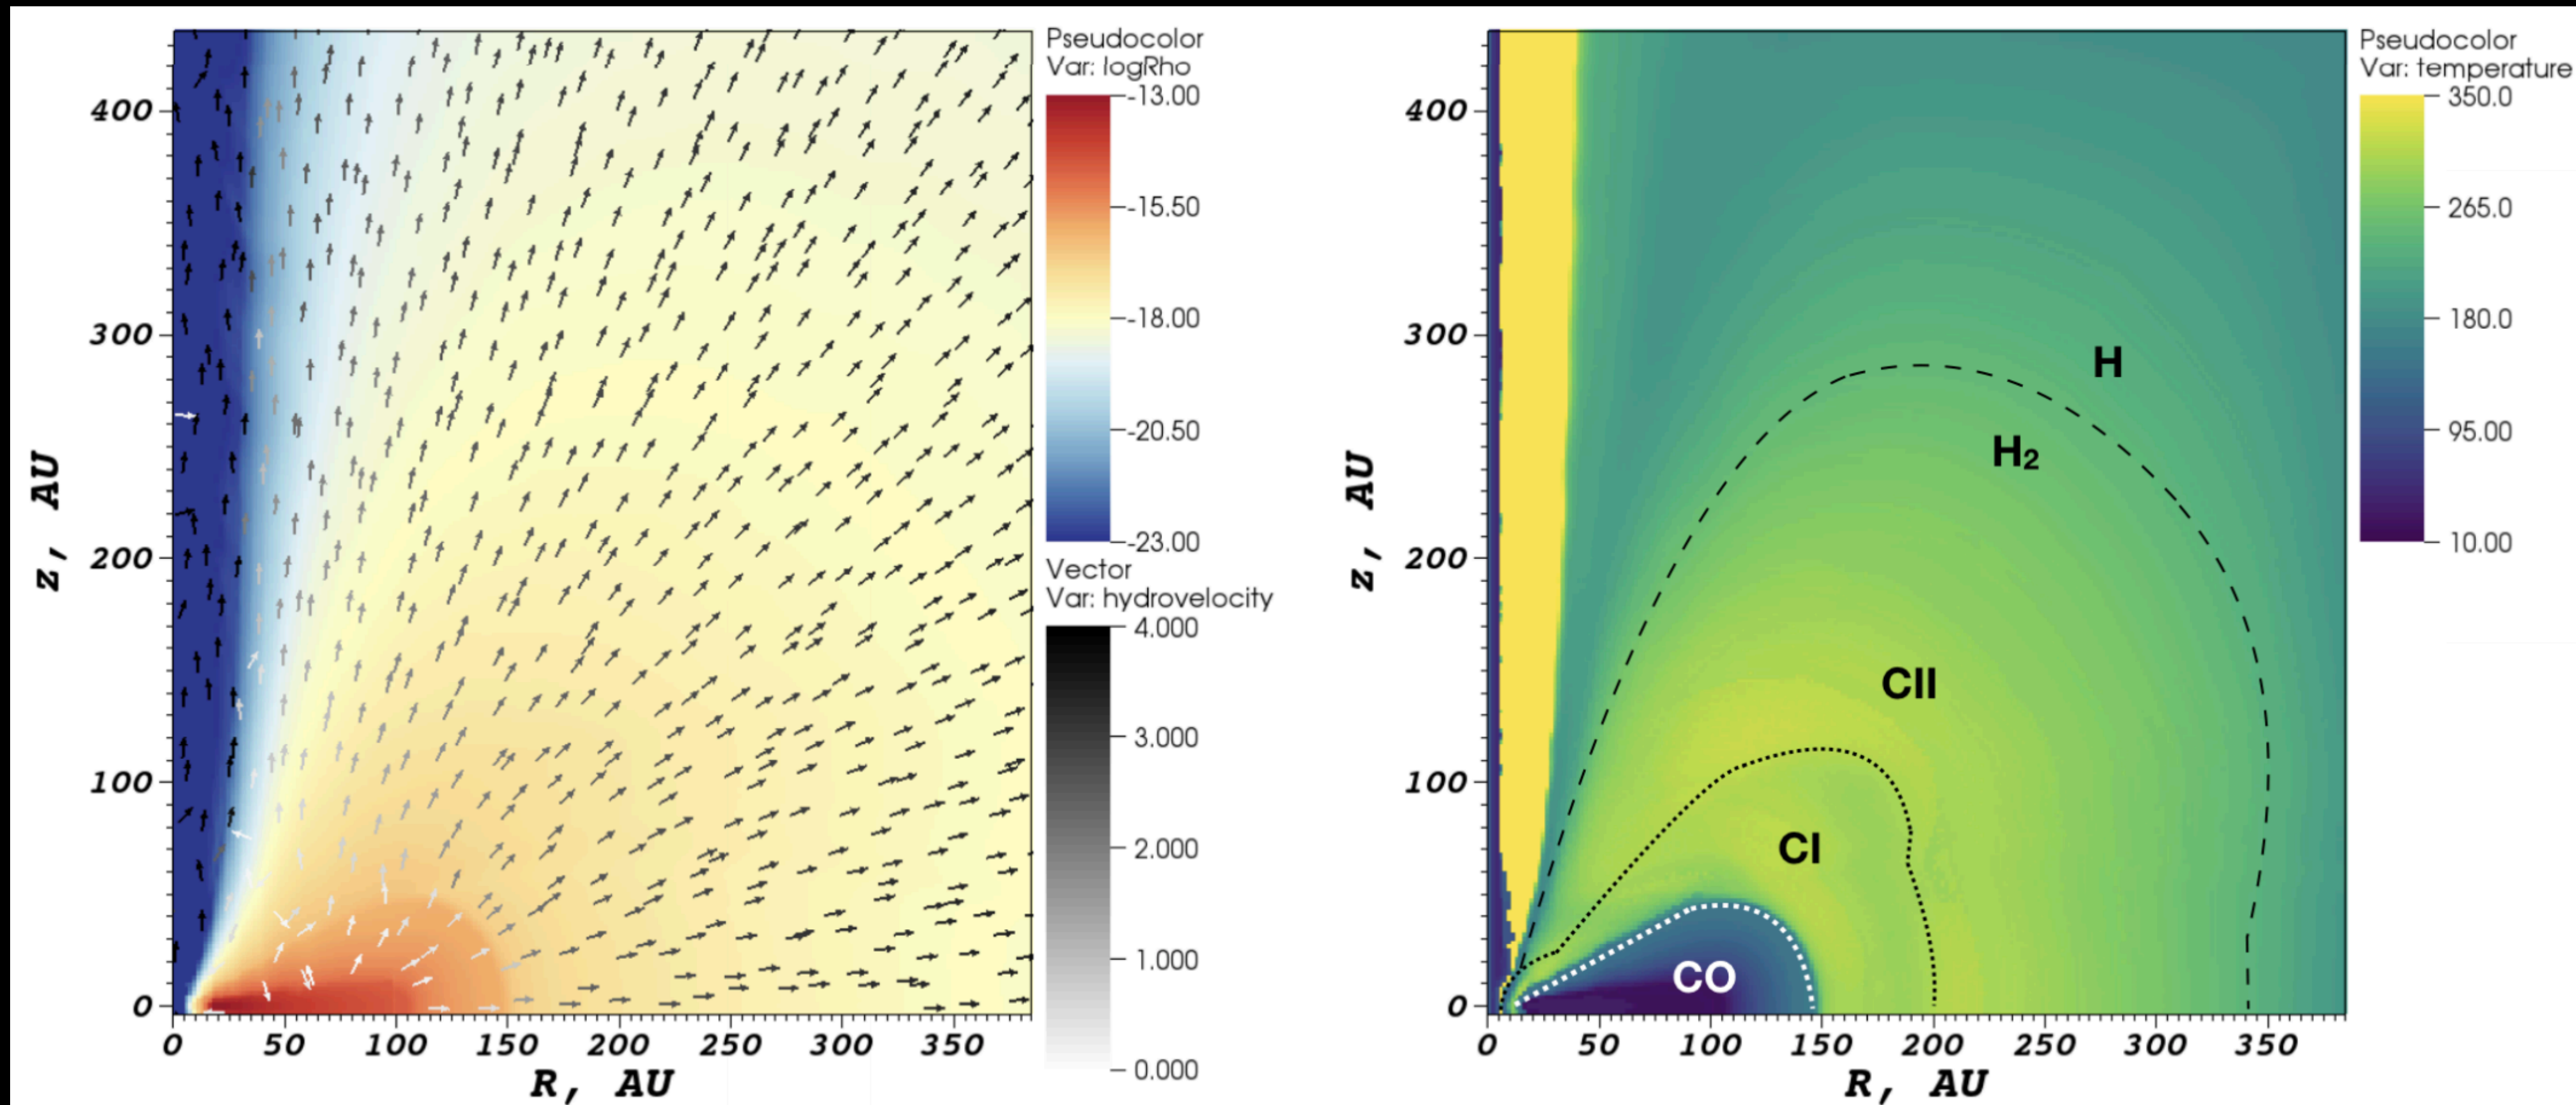 Pseudocolor
Var: logRho
-13.00
-15.50
-18.00
-20.50
-23.00
Vector
Var: hydrovelocity
4.000
3.000
2.000
1.000
0.000
400
300
200
100
0
z, AU
0 50 100 150 200 250 300 350
R, AU
Pseudocolor
Var: temperature
350.0
265.0
180.0
95.00
10.00
400
300
200
100
0
z, AU
H
H₂
CII
CI
CO
0 50 100 150 200 250 300 350
R, AU